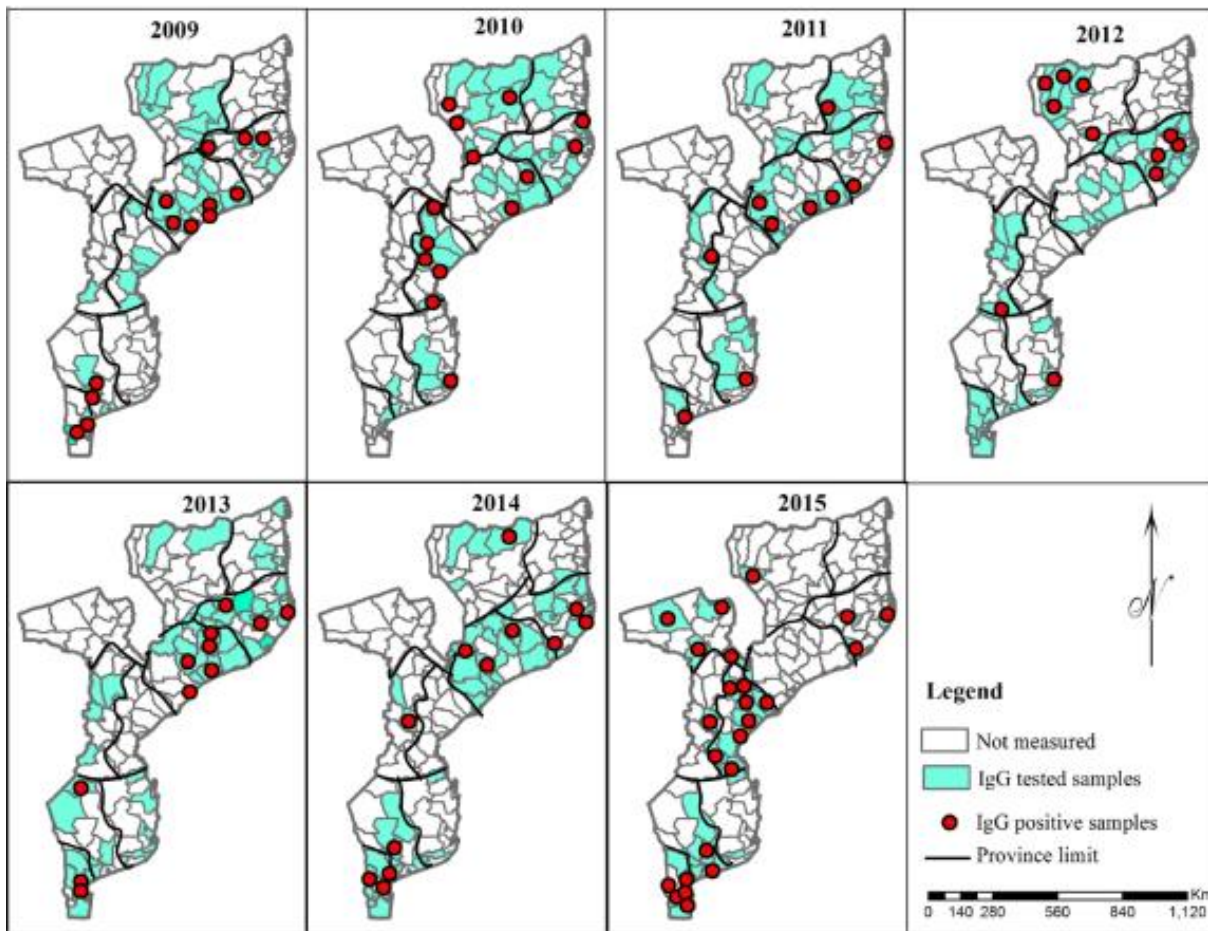 2009
2010
2011
2012
2013
2014
2015
N
Legend
Not measured
IgG tested samples
IgG positive samples
Province limit
Km
0 140 280 560 840 1,120